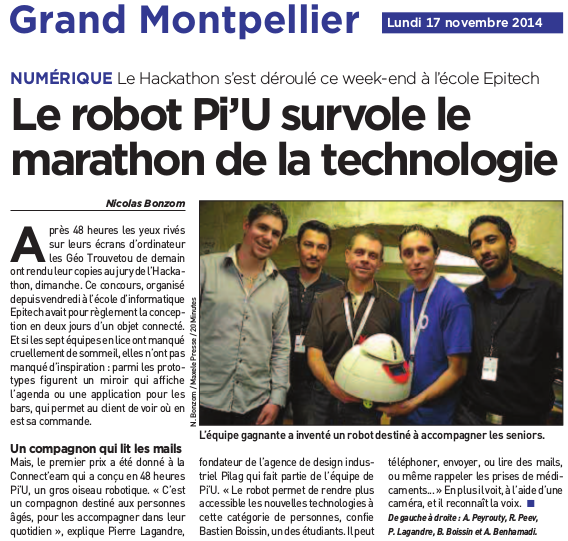 Grand Montpellier
Lundi 17 novembre 2014
NUMÉRIQUE Le Hackathon s'est déroulé ce week-end à l'école Epitech
Le robot Pi'U survole le
marathon de la technologie
Nicolas Bonzom
Après 48 heures les yeux rivés
sur leurs écrans d'ordinateur
les Géo Trouvetou de demain
ont rendu leur copies au jury de l'Hacka-
thon, dimanche. Ce concours, organisé
depuis vendredi à l'école d'informatique
Epitech avait pour règlement la concep-
tion en deux jours d'un objet connecté.
Et si les sept équipes en lice ont manqué
cruellement de sommeil, elles n'ont pas
manqué d'inspiration : parmi les proto-
types figurent un miroir qui affiche
l'agenda ou une application pour les
bars, qui permet au client de voir où en
est sa commande.
N. Bonzom / Maxele Presse / 20 Minutes
L'équipe gagnante a inventé un robot destiné à accompagner les seniors.
Un compagnon qui lit les mails
Mais, le premier prix a été donné à la
Connect'eam qui a conçu en 48 heures
Pi'U, un gros oiseau robotique. « C'est
un compagnon destiné aux personnes
âgés, pour les accompagner dans leur
quotidien », explique Pierre Lagandre,
fondateur de l'agence de design indus-
triel Pilag qui fait partie de l'équipe de
Pi'U. « Le robot permet de rendre plus
accessible les nouvelles technologies à
cette catégorie de personnes, confie
Bastien Boissin, un des étudiants. Il peut
téléphoner, envoyer, ou lire des mails,
ou même rappeler les prises de médi-
caments... » En plus il voit, à l'aide d'une
caméra, et il reconnaît la voix.
De gauche à droite : A. Peyrouty, R. Peev,
P. Lagandre, B. Boissin et A. Benhamadi.